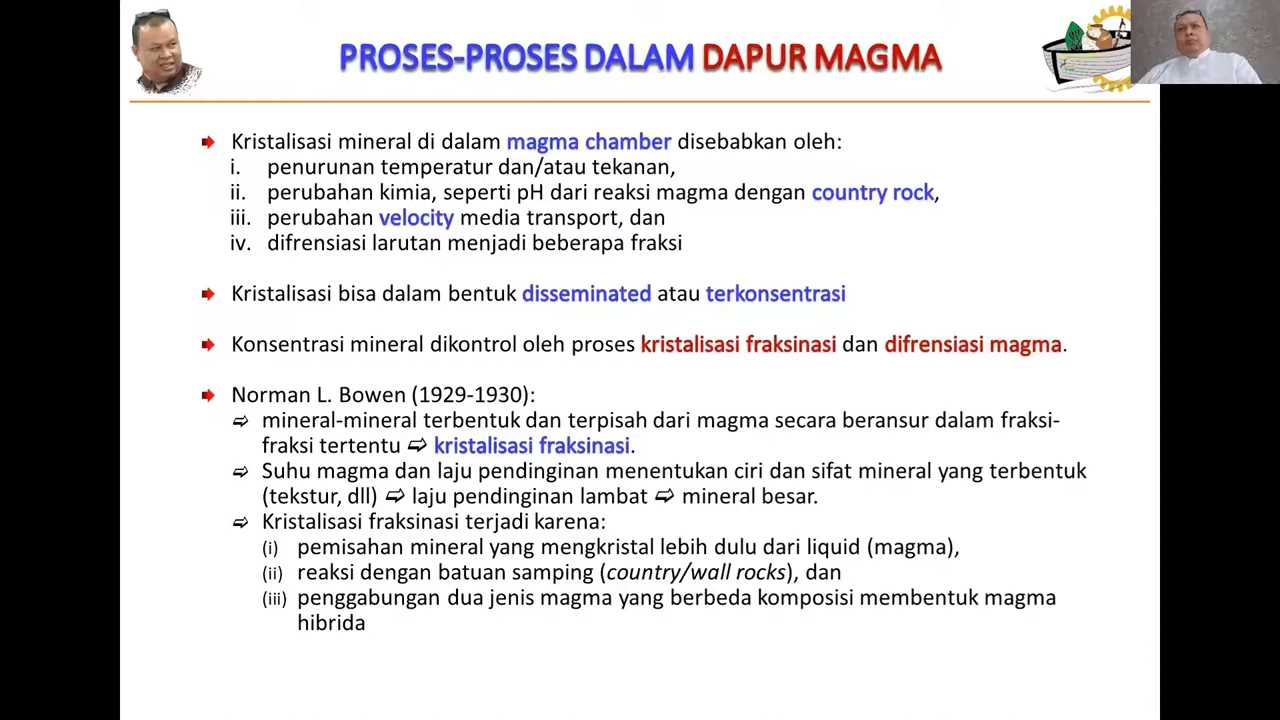 PROSES-PROSES DALAM DAPUR MAGMA
Kristalisasi mineral di dalam magma chamber disebabkan oleh:
i. penurunan temperatur dan/atau tekanan,
ii. perubahan kimia, seperti pH dari reaksi magma dengan country rock,
iii. perubahan velocity media transport, dan
iv. difrensiasi larutan menjadi beberapa fraksi
Kristalisasi bisa dalam bentuk disseminated atau terkonsentrasi
Konsentrasi mineral dikontrol oleh proses kristalisasi fraksinasi dan difrensiasi magma.
Norman L. Bowen (1929-1930):
⇨ mineral-mineral terbentuk dan terpisah dari magma secara beransur dalam fraksi-
fraksi tertentu ⇨ kristalisasi fraksinasi.
⇨ Suhu magma dan laju pendinginan menentukan ciri dan sifat mineral yang terbentuk
(tekstur, dll) ⇨ laju pendinginan lambat ⇨ mineral besar.
⇨ Kristalisasi fraksinasi terjadi karena:
(i) pemisahan mineral yang mengkristal lebih dulu dari liquid (magma),
(ii) reaksi dengan batuan samping (country/wall rocks), dan
(iii) penggabungan dua jenis magma yang berbeda komposisi membentuk magma
hibrida